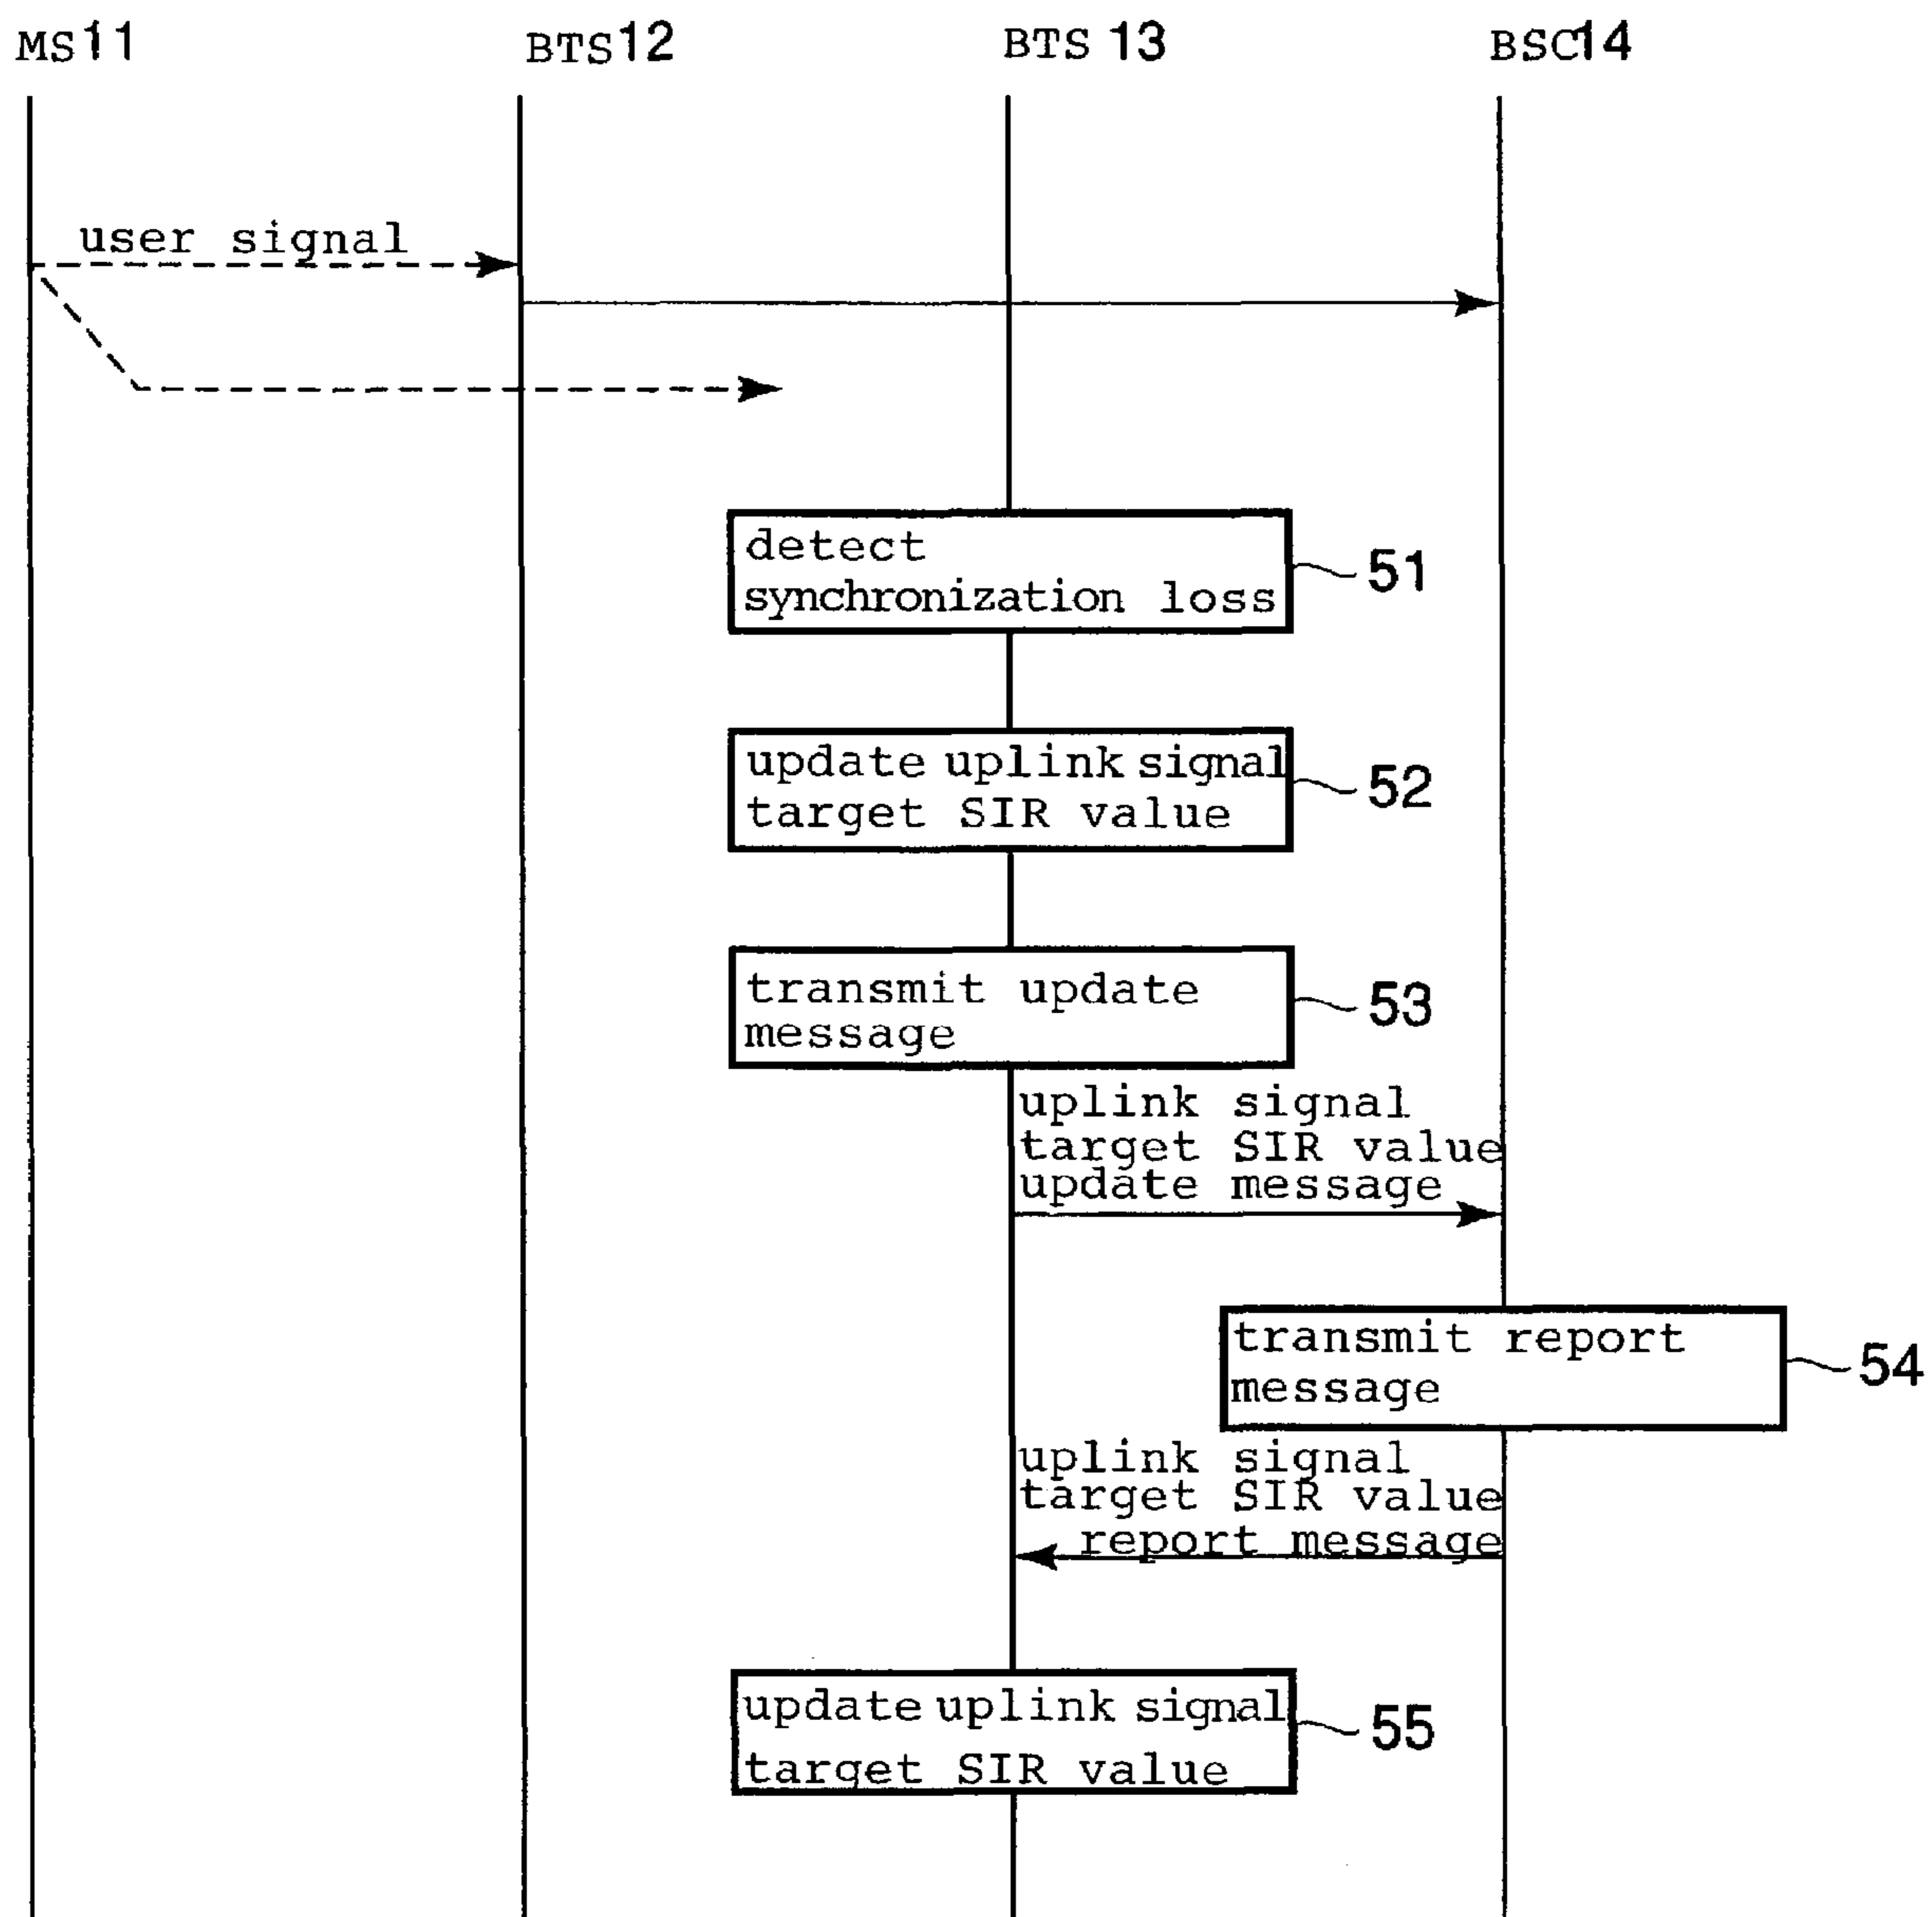 MS11 BTS12 BTS 13 BSC14
user signal
detect
synchronization loss
51
update uplink signal
target SIR value
52
transmit update
message
53
uplink signal
target SIR value
update message
transmit report
message
54
uplink signal
target SIR value
report message
update uplink signal
target SIR value
55